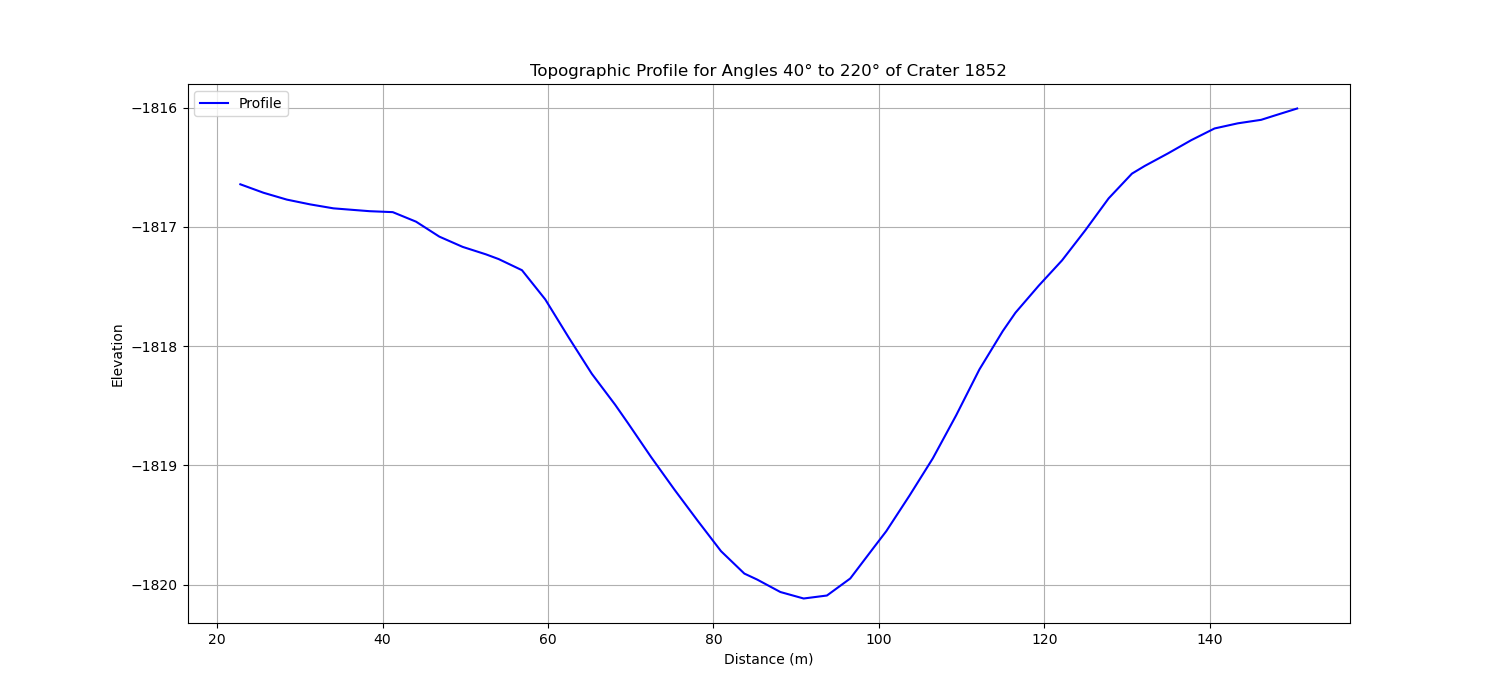 Topographic Profile for Angles 40° to 220° of Crater 1852
Profile
−1816
−1817
−1818
−1819
−1820
Elevation
20 40 60 80 100 120 140
Distance (m)